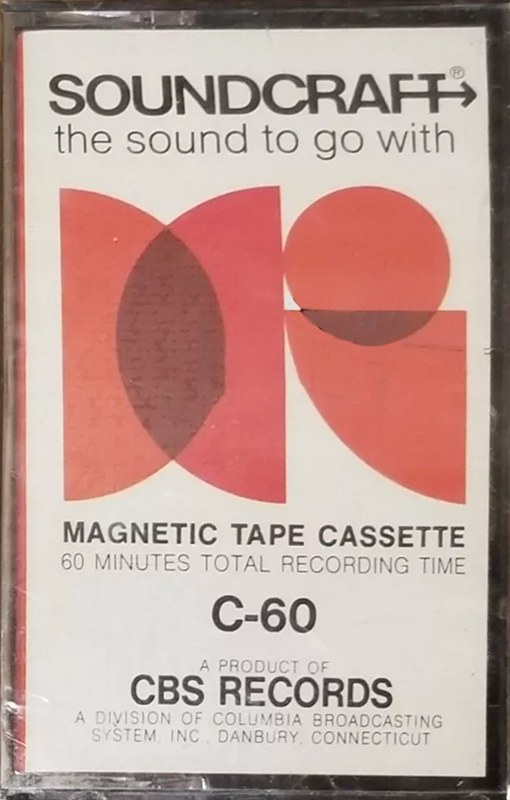 SOUNDCRAFT®
the sound to go with
MAGNETIC TAPE CASSETTE
60 MINUTES TOTAL RECORDING TIME
C-60
A PRODUCT OF
CBS RECORDS
A DIVISION OF COLUMBIA BROADCASTING
SYSTEM, INC., DANBURY, CONNECTICUT